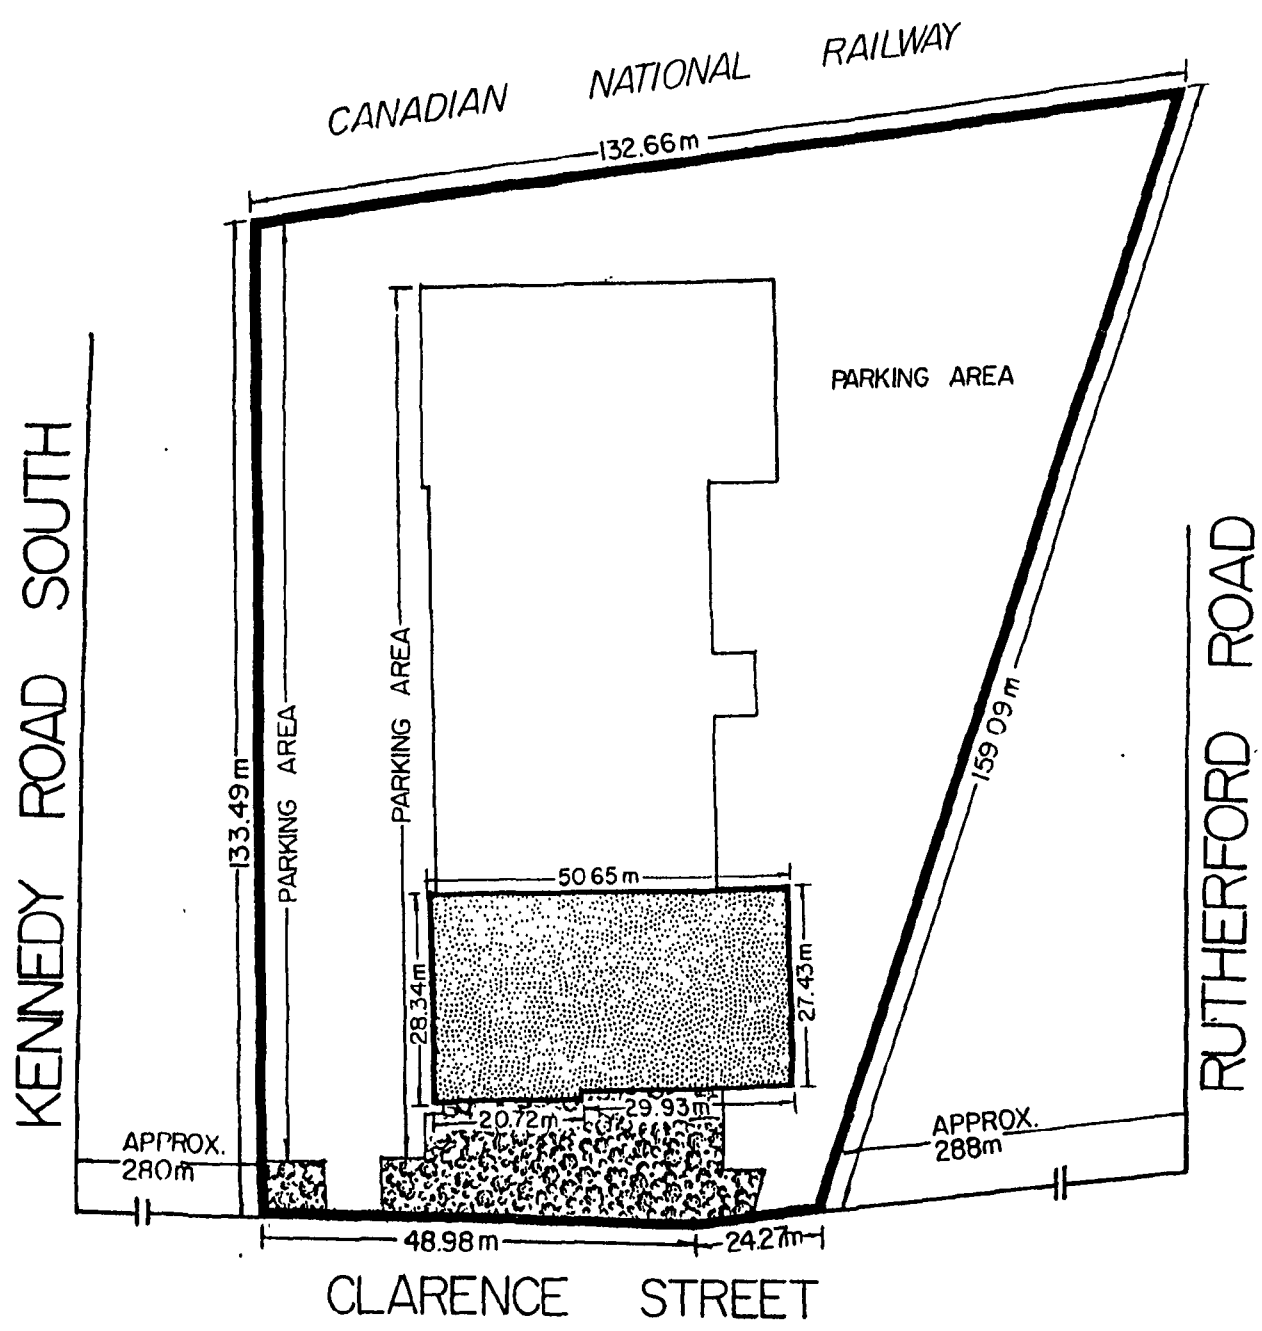 CANADIAN NATIONAL RAILWAY
132.66m
PARKING AREA
KENNEDY ROAD SOUTH
RUTHERFORD ROAD
PARKING AREA
PARKING AREA
133.49m
159.09m
50.65m
28.34m
27.43m
20.72m
29.93m
APPROX.
280m
APPROX.
288m
48.98m
24.27m
CLARENCE STREET